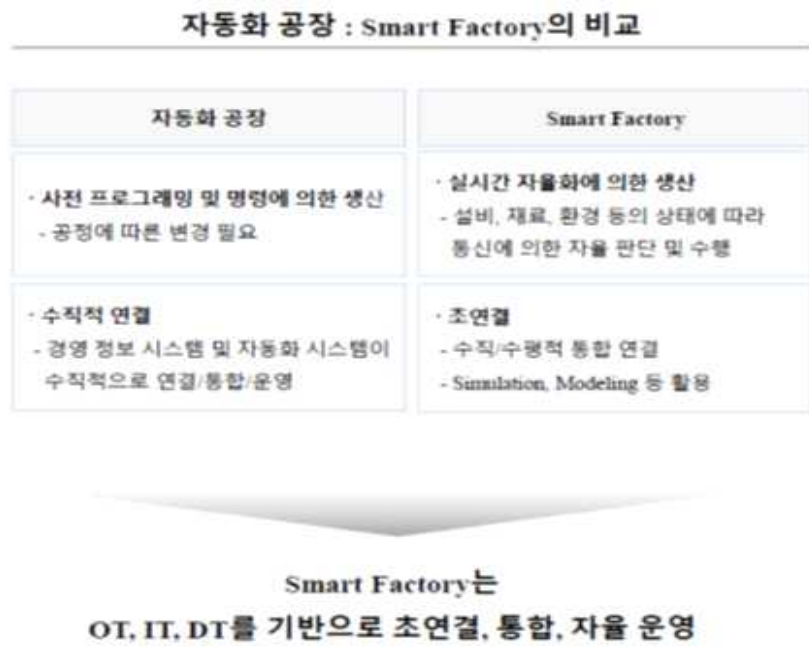 자동화 공장 : Smart Factory의 비교
자동화 공장
Smart Factory
· 사전 프로그래밍 및 명령에 의한 생산
- 공정에 따른 변경 필요
· 실시간 자율화에 의한 생산
- 설비, 재료, 환경 등의 상태에 따라
통신에 의한 자율 판단 및 수행
· 수직적 연결
- 경영 정보 시스템 및 자동화 시스템이
수직적으로 연결/통합/운영
· 초연결
- 수직/수평적 통합 연결
- Simulation, Modeling 등 활용
Smart Factory는
OT, IT, DT를 기반으로 초연결, 통합, 자율 운영